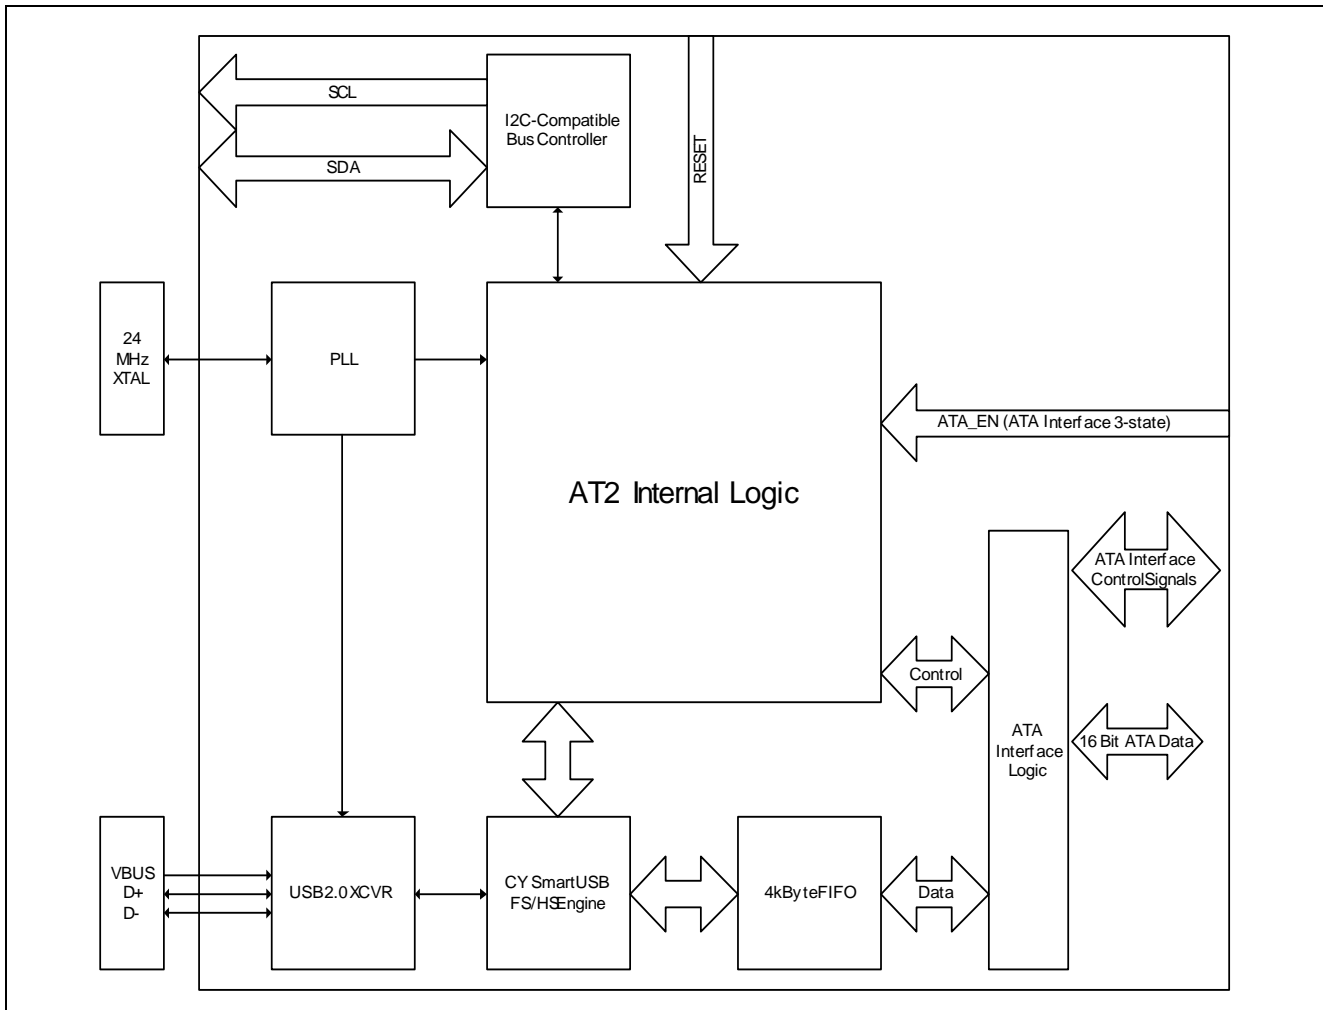 SCL
I2C-Compatible
Bus Controller
SDA
RESET
24
MHz
XTAL
PLL
ATA_EN (ATA Interface 3-state)
AT2 Internal Logic
ATA Interface
ControlSignals
Control
ATA
Interface
Logic
16 Bit ATA Data
VBUS
D+
D-
USB2.0XCVR
CY SmartUSB
FS/HSEngine
4kByteFIFO
Data